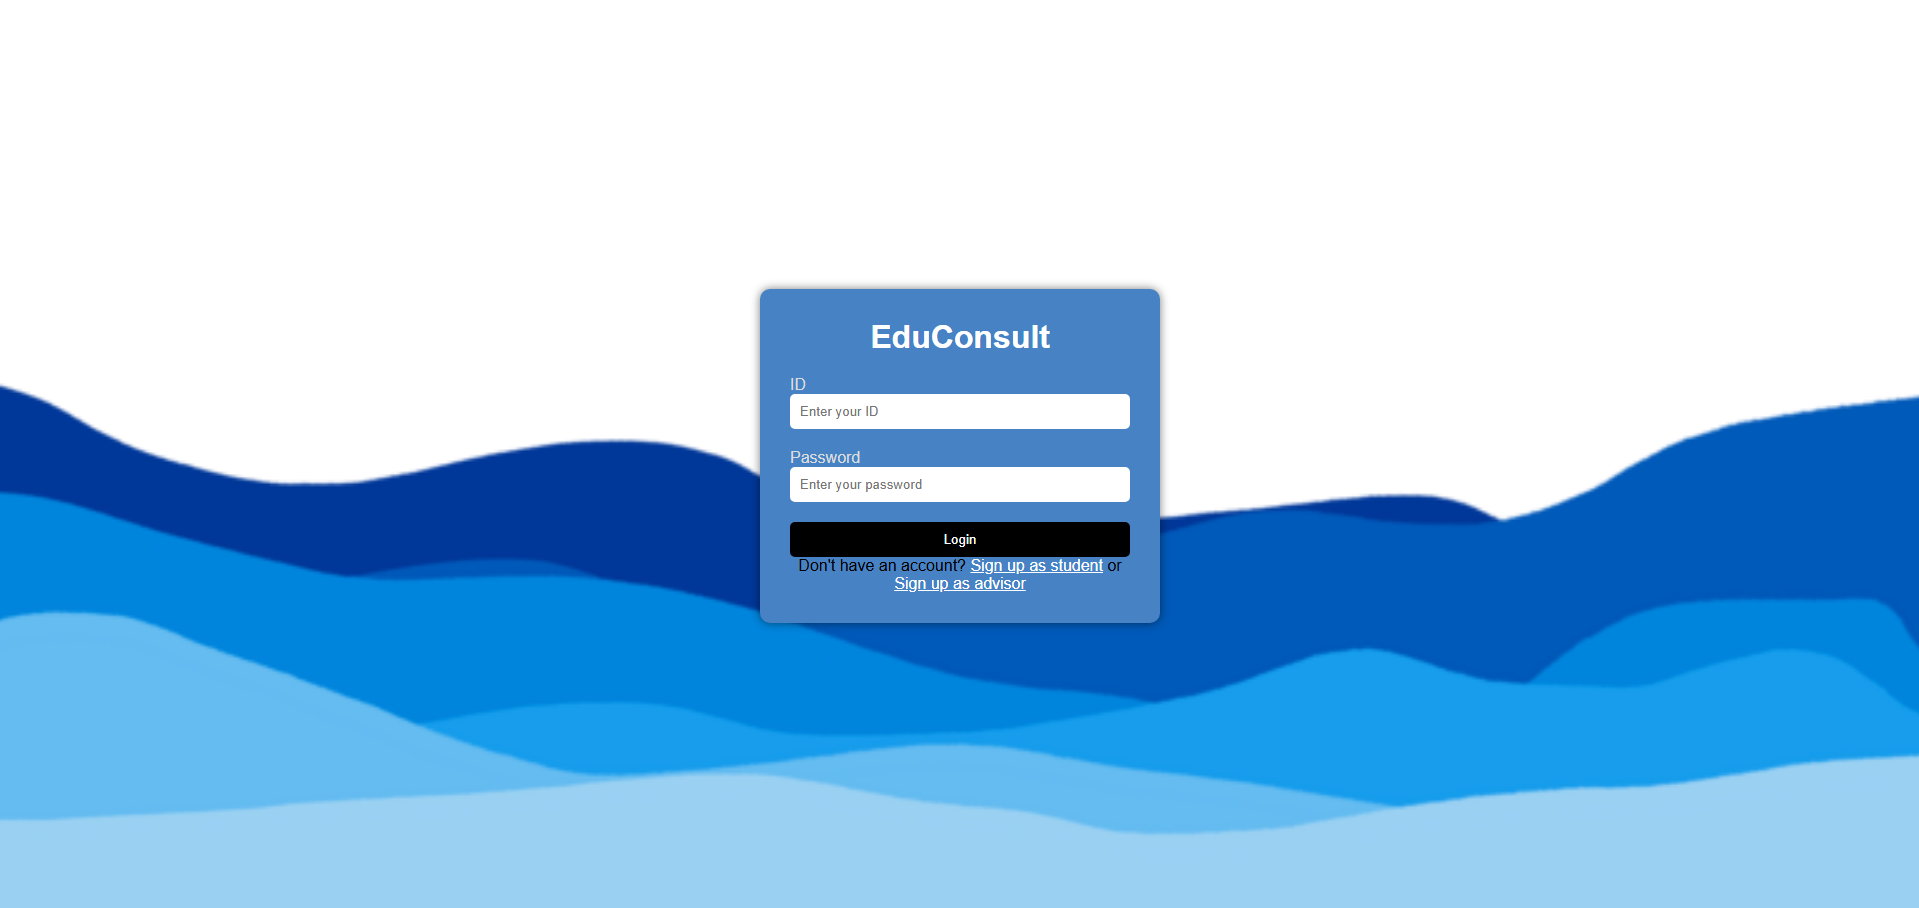 EduConsult
ID
Enter your ID
Password
Enter your password
Login
Don't have an account? Sign up as student or
Sign up as advisor